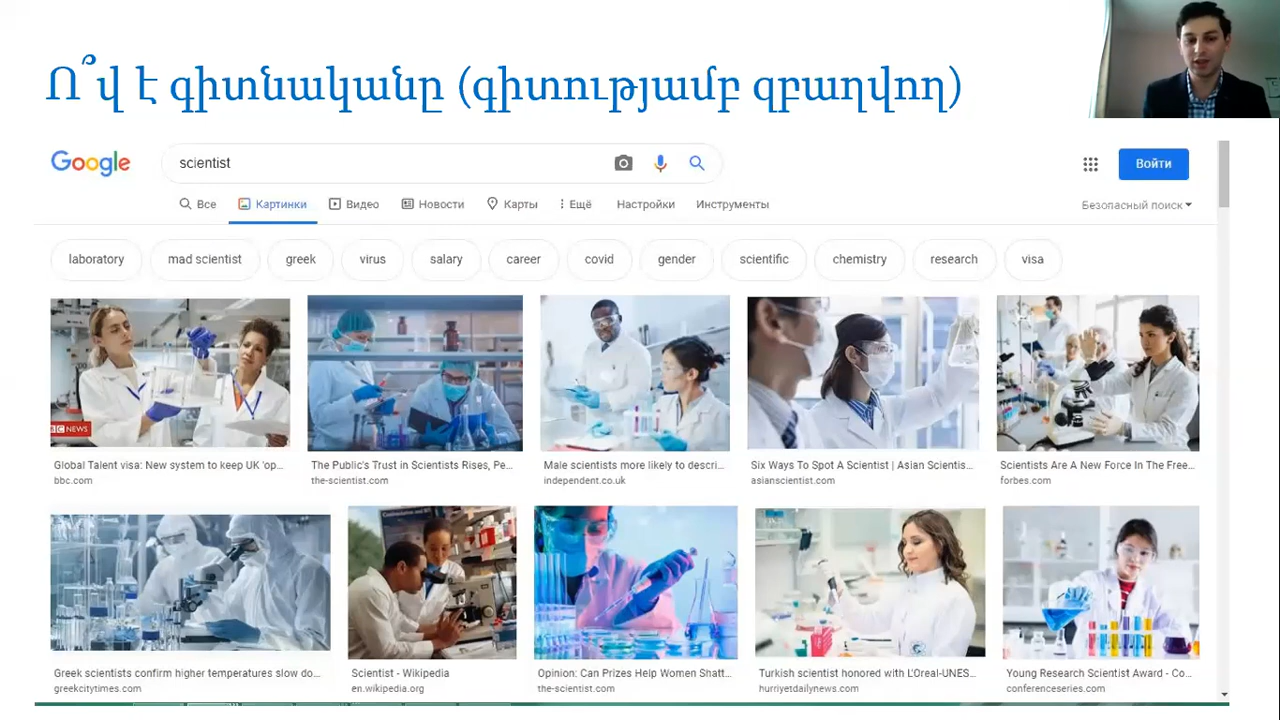 Ո՞վ է գիտնականը (գիտությամբ զբաղվող)
Google
scientist
Войти
Все Картинки Видео Новости Карты Ещё Настройки Инструменты Безопасный поиск
laboratory mad scientist greek virus salary career covid gender scientific chemistry research visa
BC NEWS
Global Talent visa: New system to keep UK 'op... The Public's Trust in Scientists Rises, Pe... Male scientists more likely to descri... Six Ways To Spot A Scientist | Asian Scientis... Scientists Are A New Force In The Free...
bbc.com the-scientist.com independent.co.uk asianscientist.com forbes.com
Greek scientists confirm higher temperatures slow do... Scientist - Wikipedia Opinion: Can Prizes Help Women Shatt... Turkish scientist honored with L'Oreal-UNES... Young Research Scientist Award - Co...
greekcitytimes.com en.wikipedia.org the-scientist.com hurriyetdailynews.com conferenceseries.com